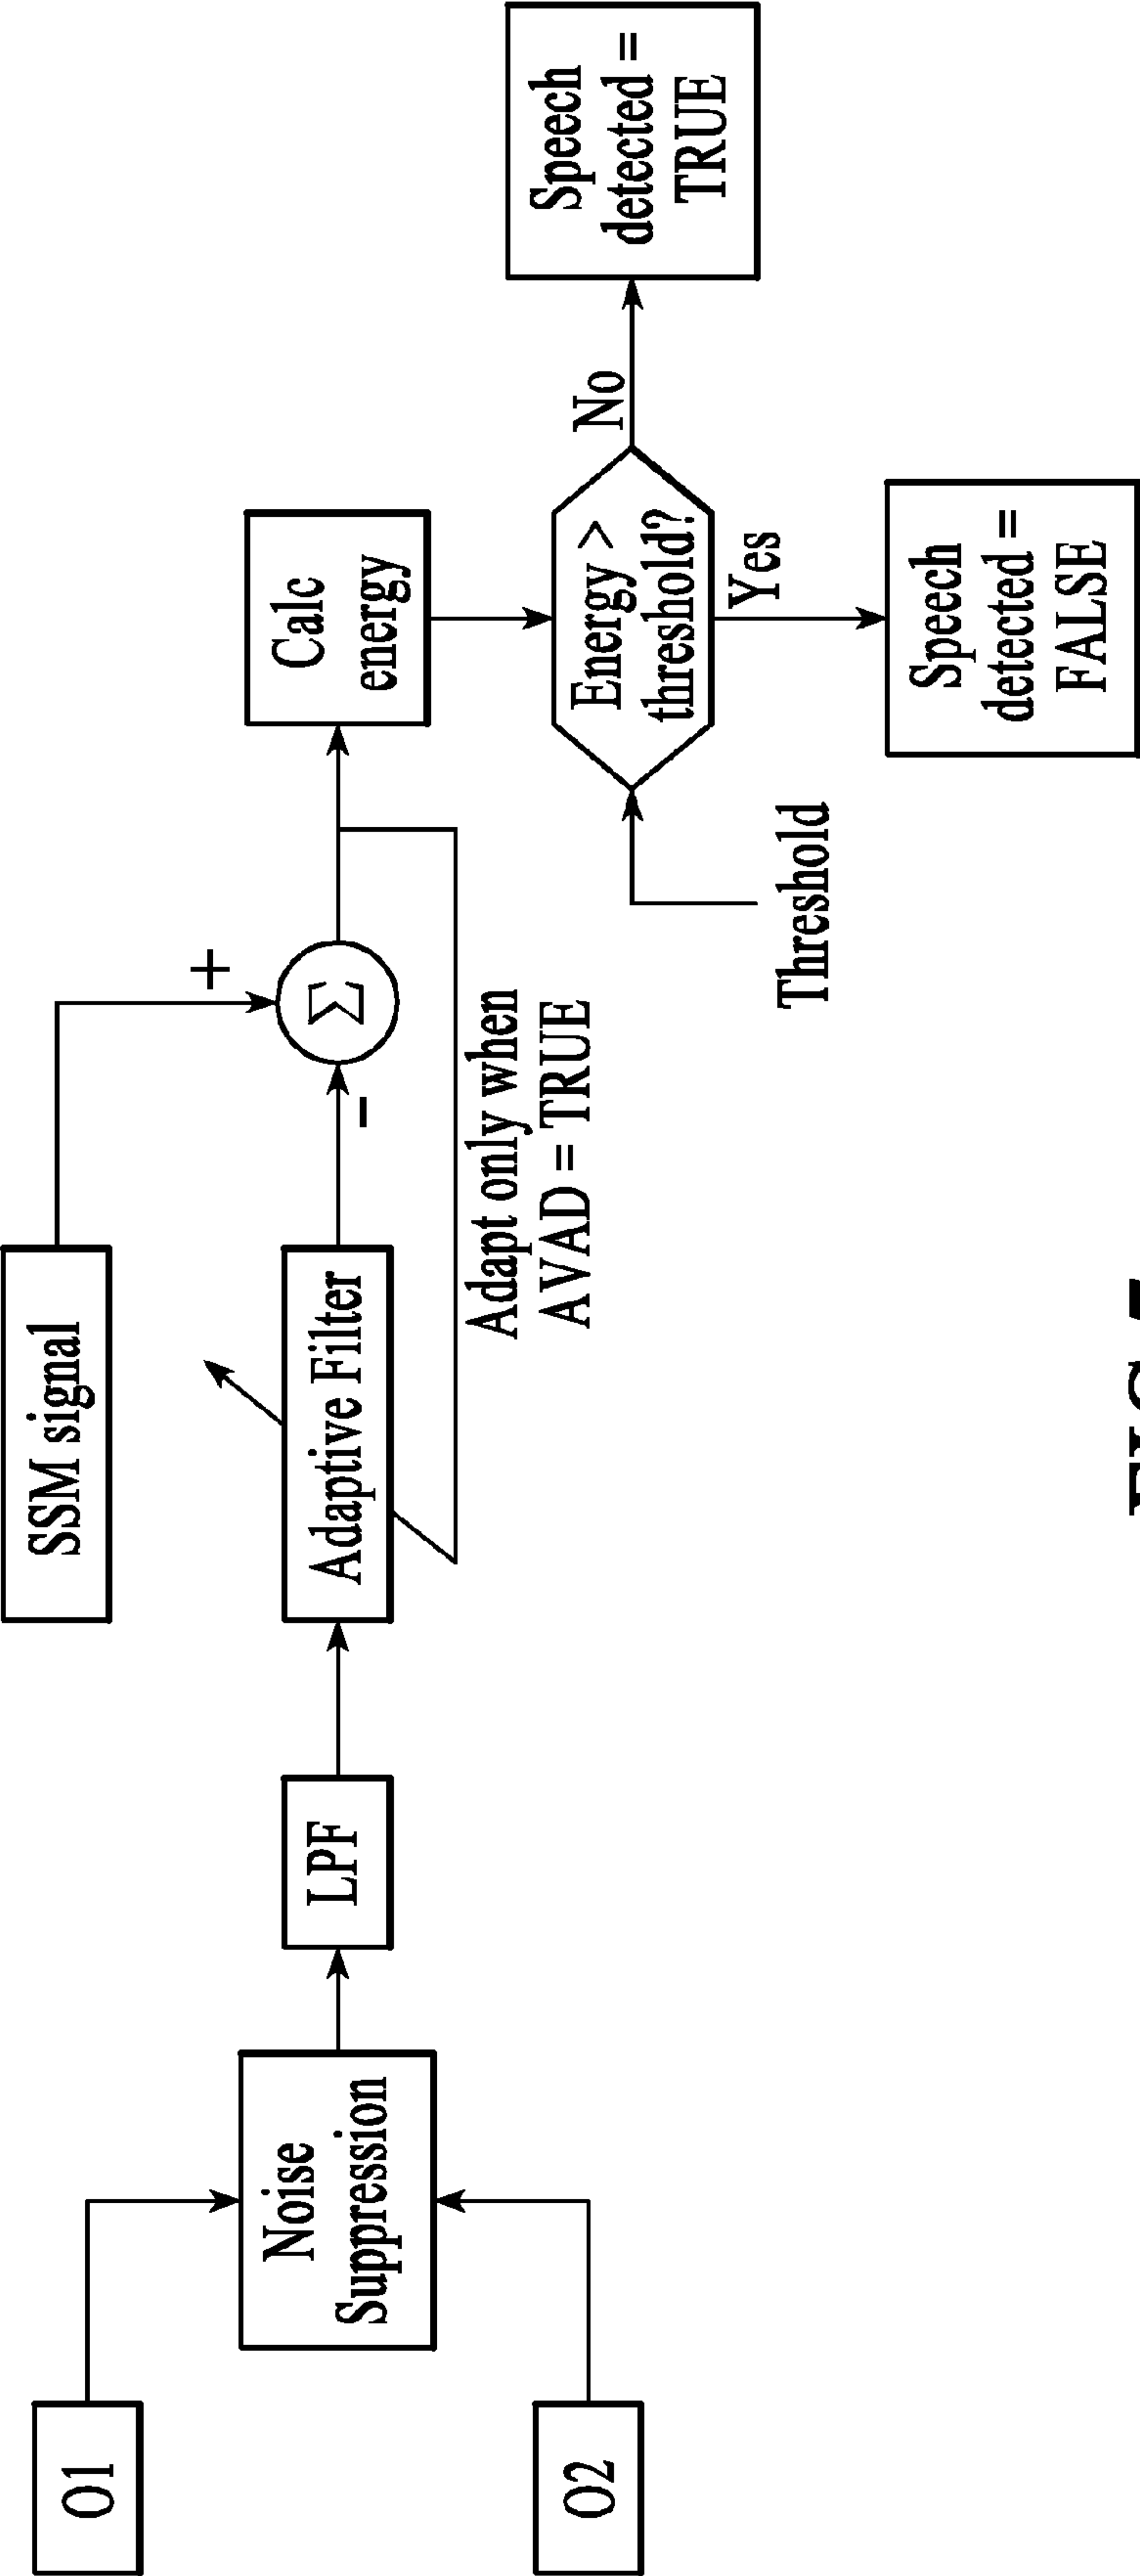 O1
O2
Noise
Suppression
LPF
SSM signal
Adaptive Filter
+
-
Σ
Adapt only when
AVAD = TRUE
Calc
energy
Threshold
Energy >
threshold?
No
Yes
Speech
detected =
TRUE
Speech
detected =
FALSE